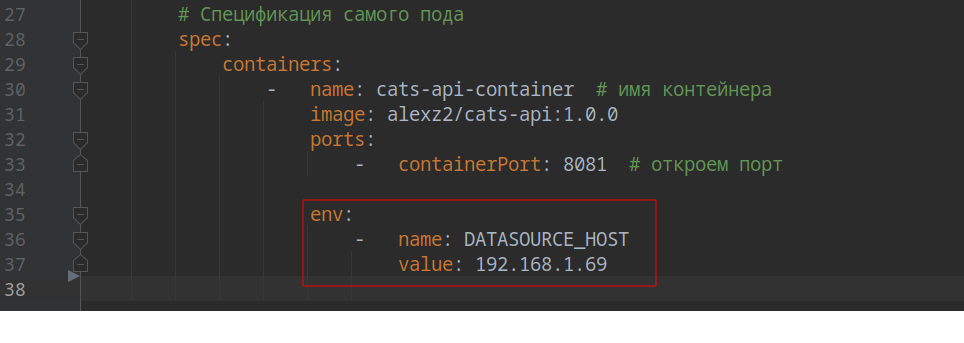 27 # Спецификация самого пода
28 spec:
29 containers:
30 - name: cats-api-container # имя контейнера
31 image: alexz2/cats-api:1.0.0
32 ports:
33 - containerPort: 8081 # откроем порт
34
35 env:
36 - name: DATASOURCE_HOST
37 value: 192.168.1.69
38